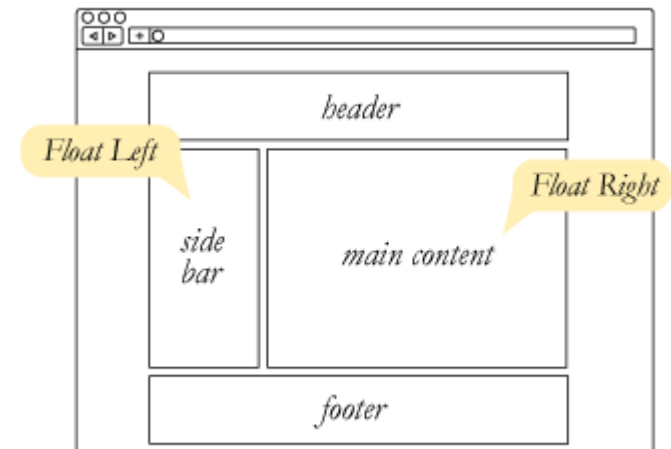 header
Float Left
Float Right
side
bar
main content
footer